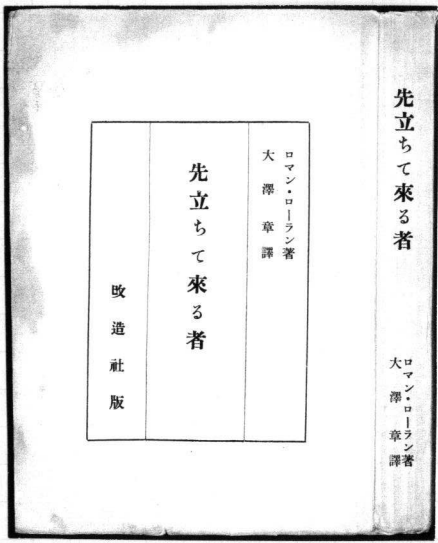 ロマン・ローラン著
大澤章譯
先立ちて來る者
改造社版
先立ちて來る者
ロマン・ローラン著
大澤章譯